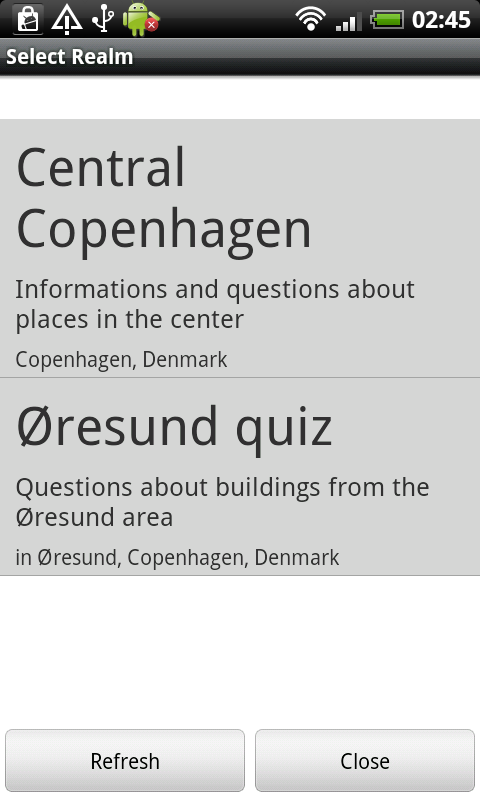 02:45
Select Realm
Central
Copenhagen
Informations and questions about
places in the center
Copenhagen, Denmark
Øresund quiz
Questions about buildings from the
Øresund area
in Øresund, Copenhagen, Denmark
Refresh
Close